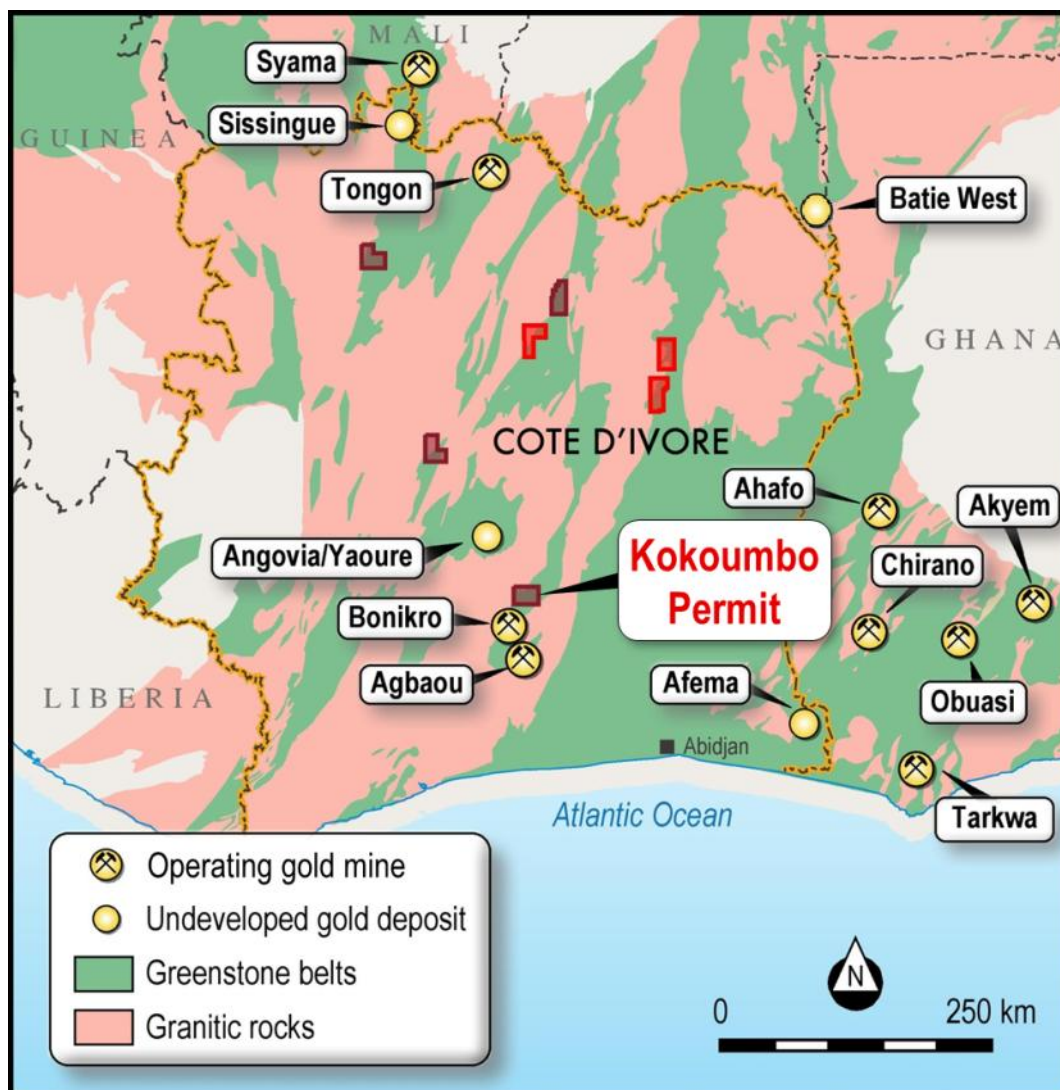 MALI
Syama
Sissingue
GUINEA
Tongon
Batie West
GHANA
COTE D'IVORE
Ahafo
Akyem
Angovia/Yaoure
Kokoumbo
Permit
Chirano
Bonikro
Agbaou
Afema
Obuasi
LIBERIA
Abidjan
Atlantic Ocean
Tarkwa
Operating gold mine
Undeveloped gold deposit
Greenstone belts
Granitic rocks
N
0 250 km